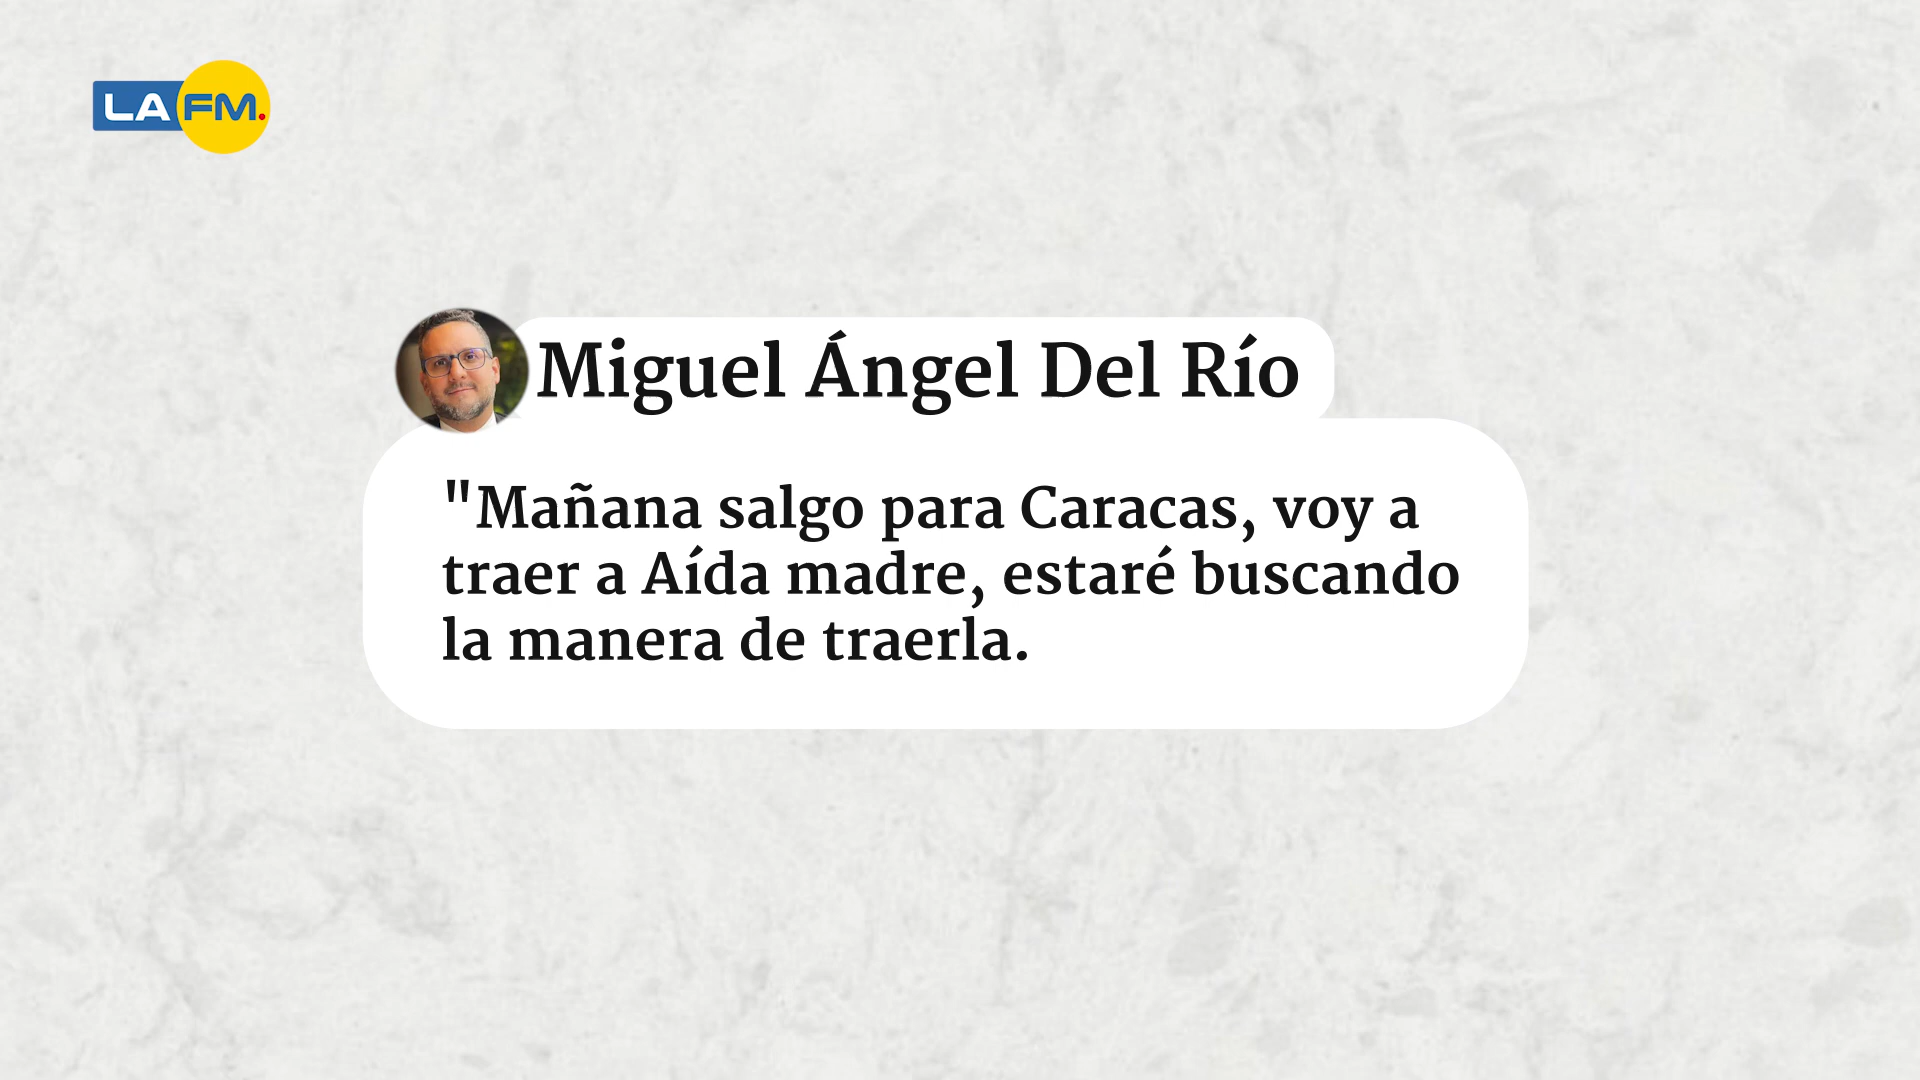 LA FM.
Miguel Ángel Del Río
"Mañana salgo para Caracas, voy a
traer a Aída madre, estaré buscando
la manera de traerla.